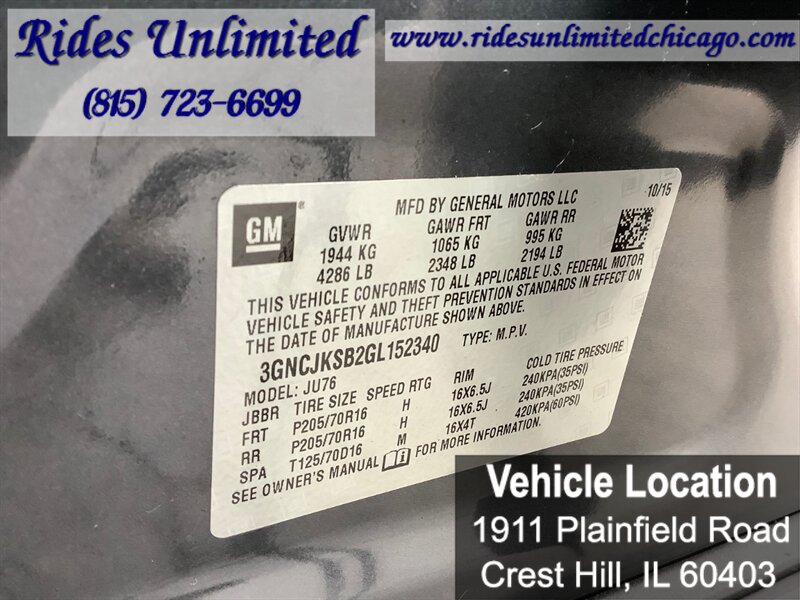 Rides Unlimited
(815) 723-6699
www.ridesunlimitedchicago.com
GM®
MFD BY GENERAL MOTORS LLC 10/15
GVWR GAWR FRT GAWR RR
1944 KG 1065 KG 995 KG
4286 LB 2348 LB 2194 LB
THIS VEHICLE CONFORMS TO ALL APPLICABLE U.S. FEDERAL MOTOR
VEHICLE SAFETY AND THEFT PREVENTION STANDARDS IN EFFECT ON
THE DATE OF MANUFACTURE SHOWN ABOVE.
3GNCJKSB2GL152340 TYPE: M.P.V.
MODEL: JU76
JBBR TIRE SIZE SPEED RTG RIM COLD TIRE PRESSURE
FRT P205/70R16 H 16X6.5J 240KPA(35PSI)
RR P205/70R16 H 16X6.5J 240KPA(35PSI)
SPA T125/70D16 M 16X4T 420KPA(60PSI)
SEE OWNER'S MANUAL FOR MORE INFORMATION.
Vehicle Location
1911 Plainfield Road
Crest Hill, IL 60403